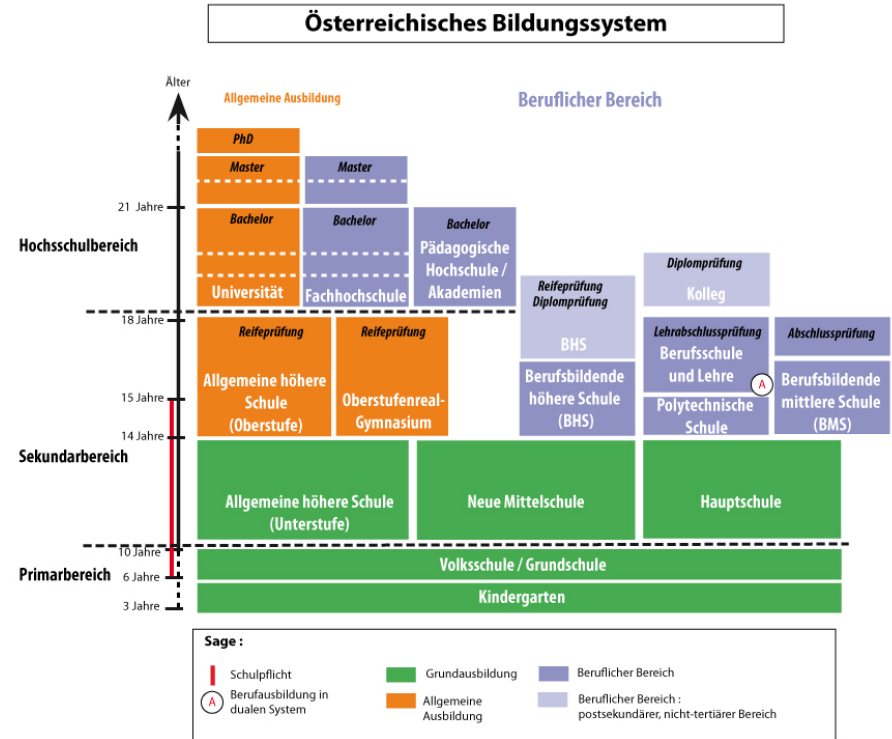 Österreichisches Bildungssystem
Älter
Allgemeine Ausbildung
Beruflicher Bereich
PhD
Master
Master
21 Jahre
Bachelor
Bachelor
Bachelor
Hochsschulbereich
Pädagogische
Hochschule /
Akademien
Universität
Fachhochschule
Reifeprüfung
Diplomprüfung
BHS
Diplomprüfung
Kolleg
18 Jahre
Reifeprüfung
Allgemeine höhere
Schule
(Oberstufe)
Reifeprüfung
Oberstufenreal-
Gymnasium
Berufsbildende
höhere Schule
(BHS)
Lehrabschlussprüfung
Berufsschule
und Lehre
A
Polytechnische
Schule
Abschlussprüfung
Berufsbildende
mittlere Schule
(BMS)
15 Jahre
14 Jahre
Sekundarbereich
Allgemeine höhere Schule
(Unterstufe)
Neue Mittelschule
Hauptschule
10 Jahre
Primarbereich
6 Jahre
Volksschule / Grundschule
3 Jahre
Kindergarten
Sage :
Schulpflicht
A
Berufausbildung in
dualen System
Grundausbildung
Allgemeine
Ausbildung
Beruflicher Bereich
Beruflicher Bereich :
postsekundärer, nicht-tertiärer Bereich